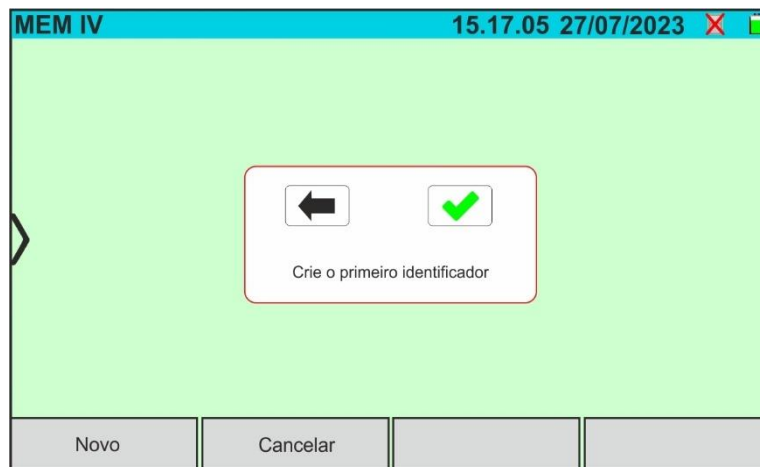 MEM IV 15.17.05 27/07/2023
Crie o primeiro identificador
Novo Cancelar